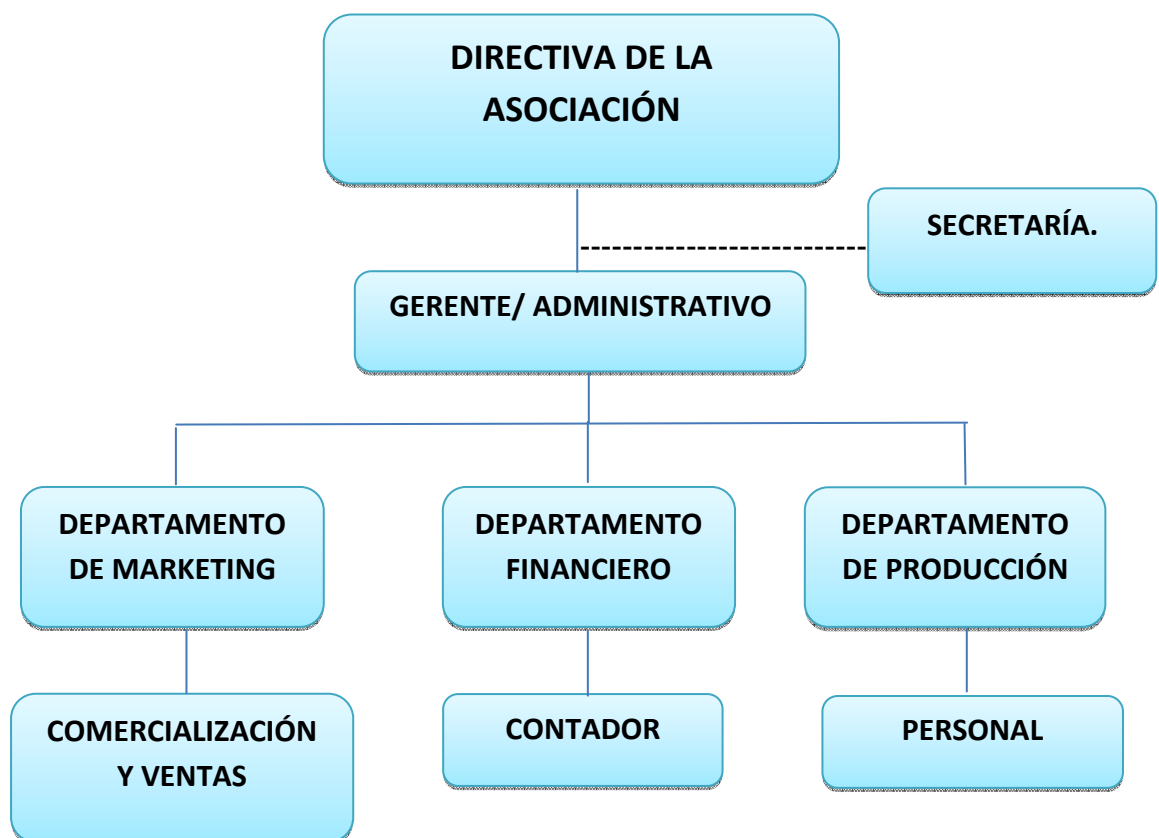 DIRECTIVA DE LA
ASOCIACIÓN
SECRETARÍA.
GERENTE/ ADMINISTRATIVO
DEPARTAMENTO
DE MARKETING
DEPARTAMENTO
FINANCIERO
DEPARTAMENTO
DE PRODUCCIÓN
COMERCIALIZACIÓN
Y VENTAS
CONTADOR
PERSONAL